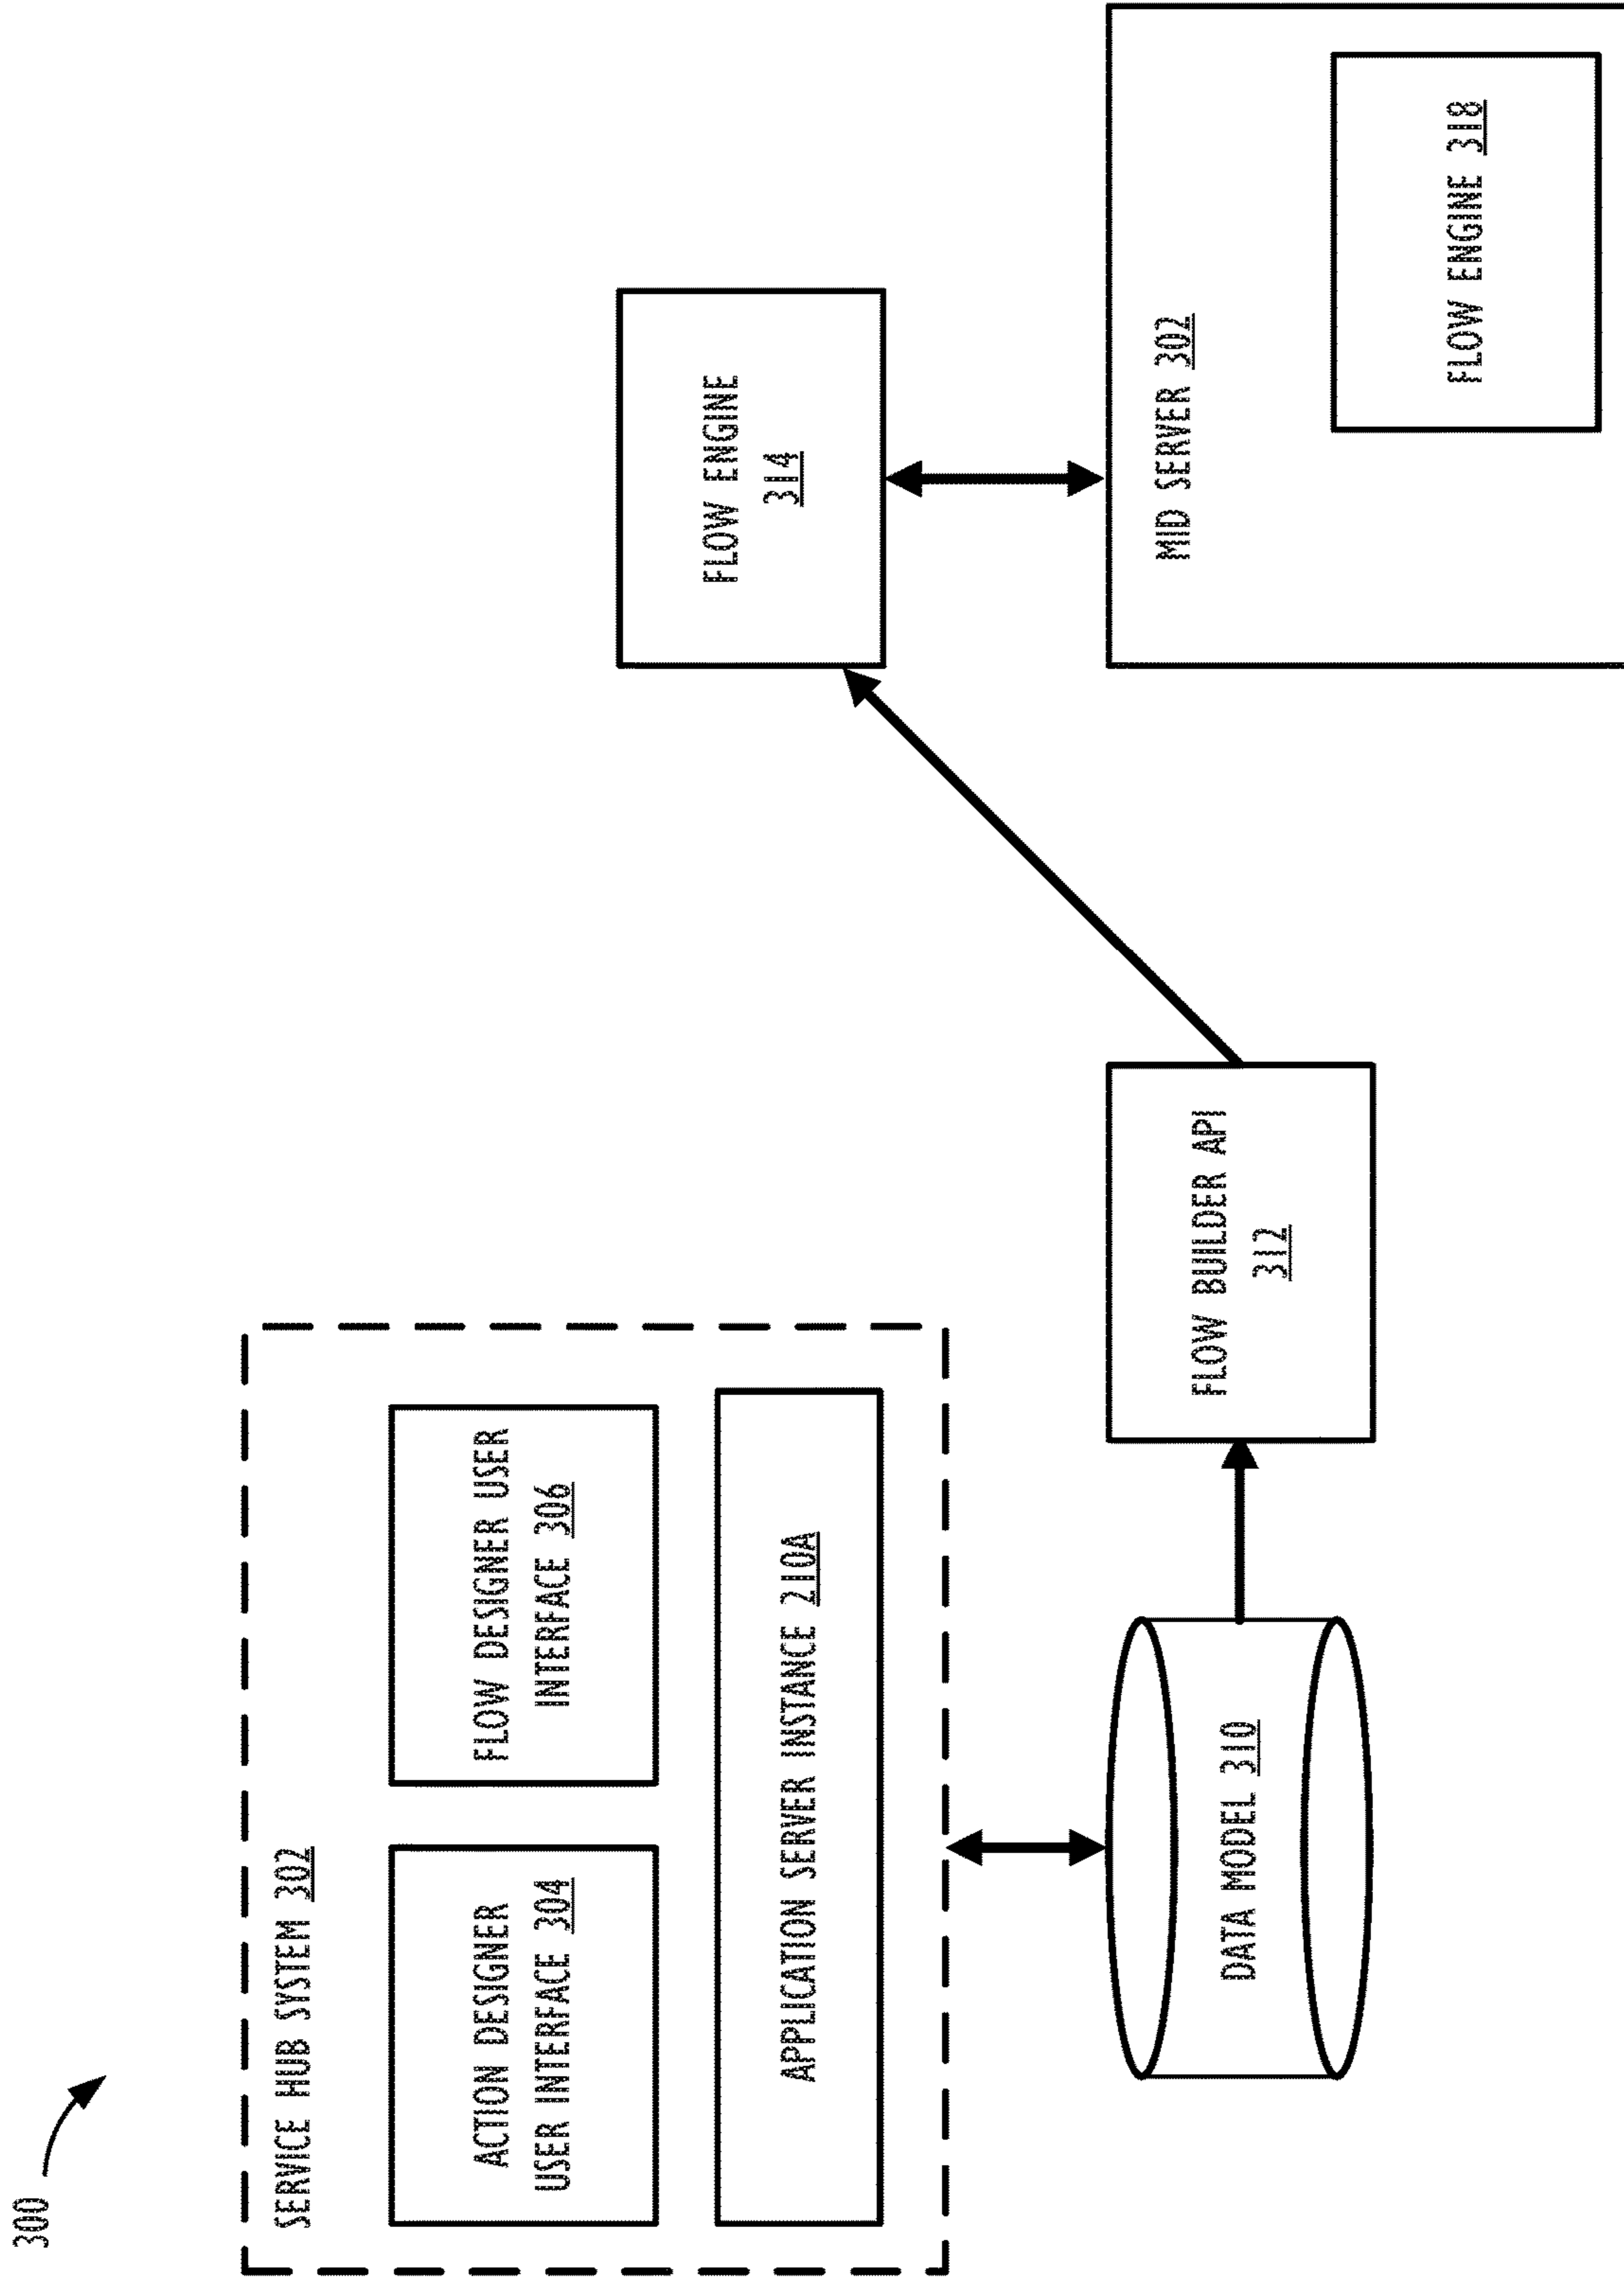 300
SERVICE HUB SYSTEM 302
ACTION DESIGNER
USER INTERFACE 304
FLOW DESIGNER USER
INTERFACE 306
APPLICATION SERVER INSTANCE 210A
DATA MODEL 310
FLOW BUILDER API
312
FLOW ENGINE
314
MID SERVER 302
FLOW ENGINE 318